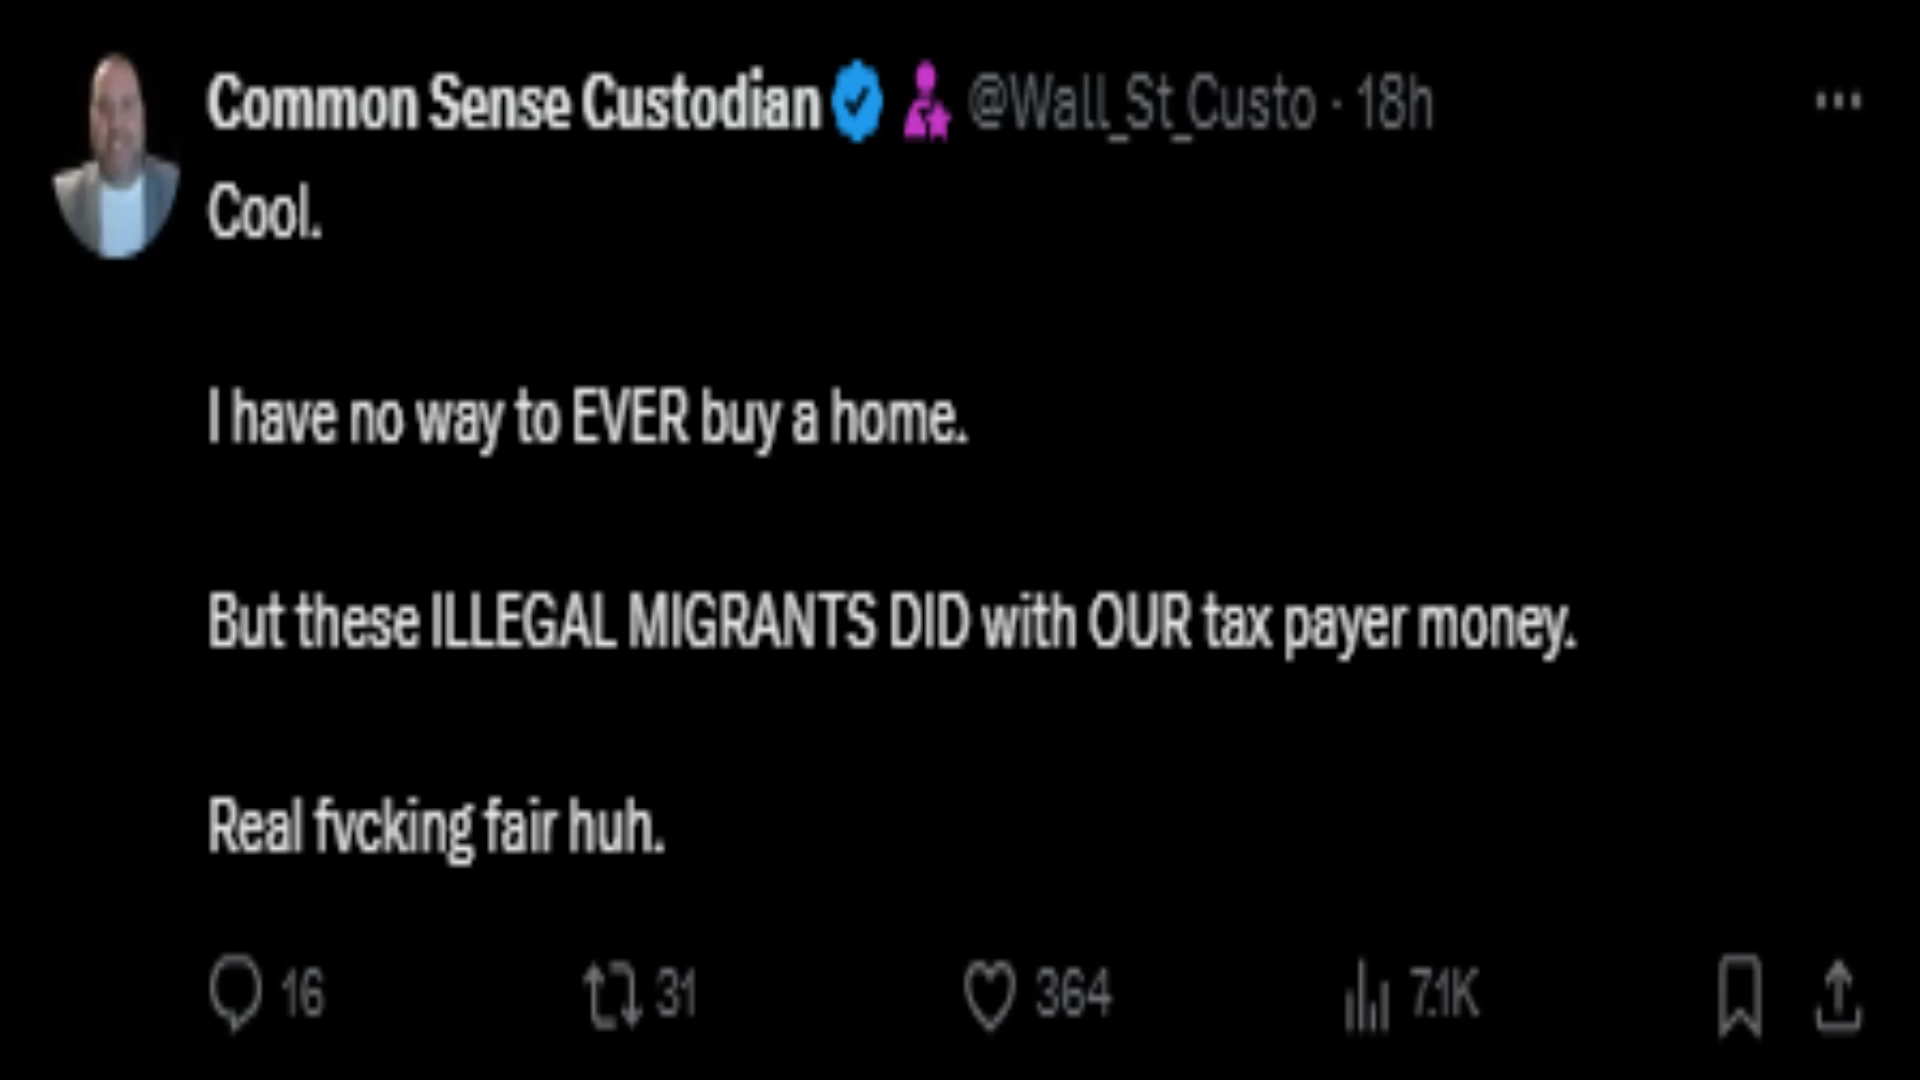 Common Sense Custodian @Wall_St_Custo · 18h
Cool.
I have no way to EVER buy a home.
But these ILLEGAL MIGRANTS DID with OUR tax payer money.
Real fvcking fair huh.
16 31 364 7.1K